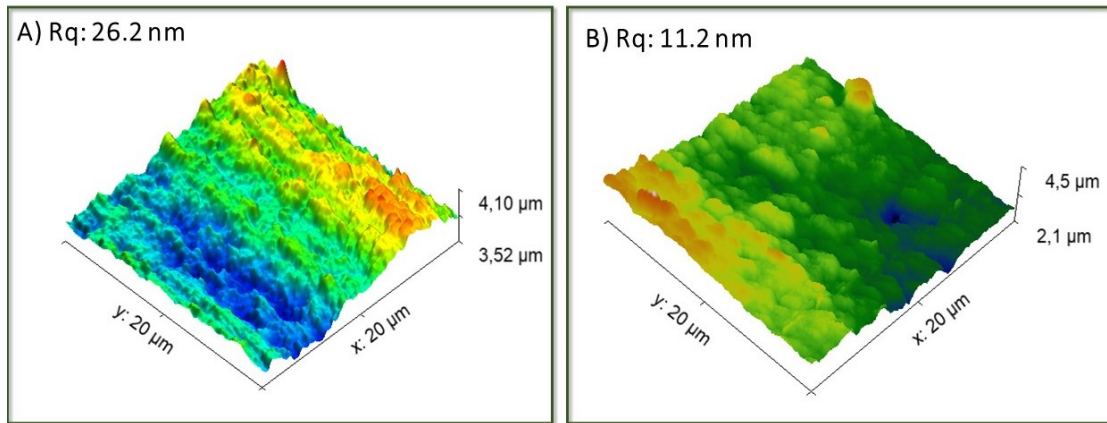 A) Rq: 26.2 nm
4,10 µm
3,52 µm
y: 20 µm
x: 20 µm
B) Rq: 11.2 nm
4,5 µm
2,1 µm
y: 20 µm
x: 20 µm